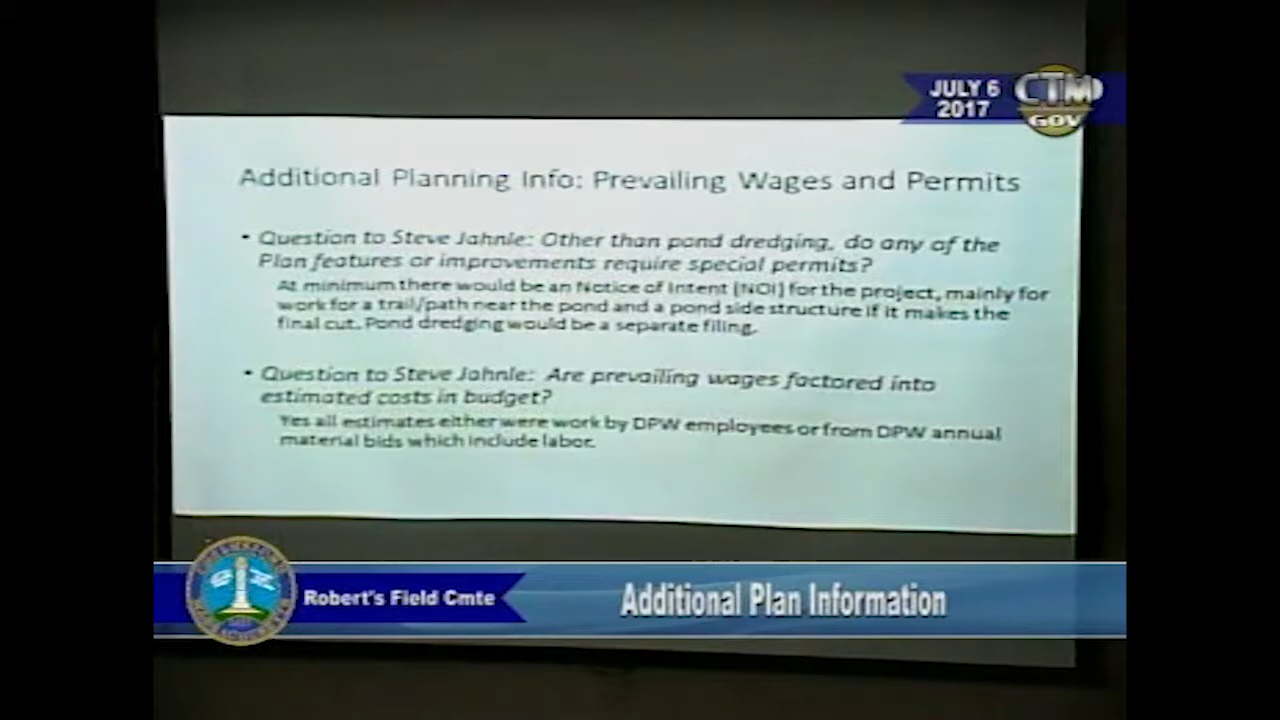 JULY 6
2017
CTM
GOV
Additional Planning Info: Prevailing Wages and Permits
• Question to Steve Jahnle: Other than pond dredging, do any of the
Plan features or improvements require special permits?
At minimum there would be an Notice of Intent (NOI) for the project, mainly for
work for a trail/path near the pond and a pond side structure if it makes the
final cut. Pond dredging would be a separate filing.
• Question to Steve Jahnle: Are prevailing wages factored into
estimated costs in budget?
Yes all estimates either were work by DPW employees or from DPW annual
material bids which include labor.
Robert's Field Cmte
Additional Plan Information